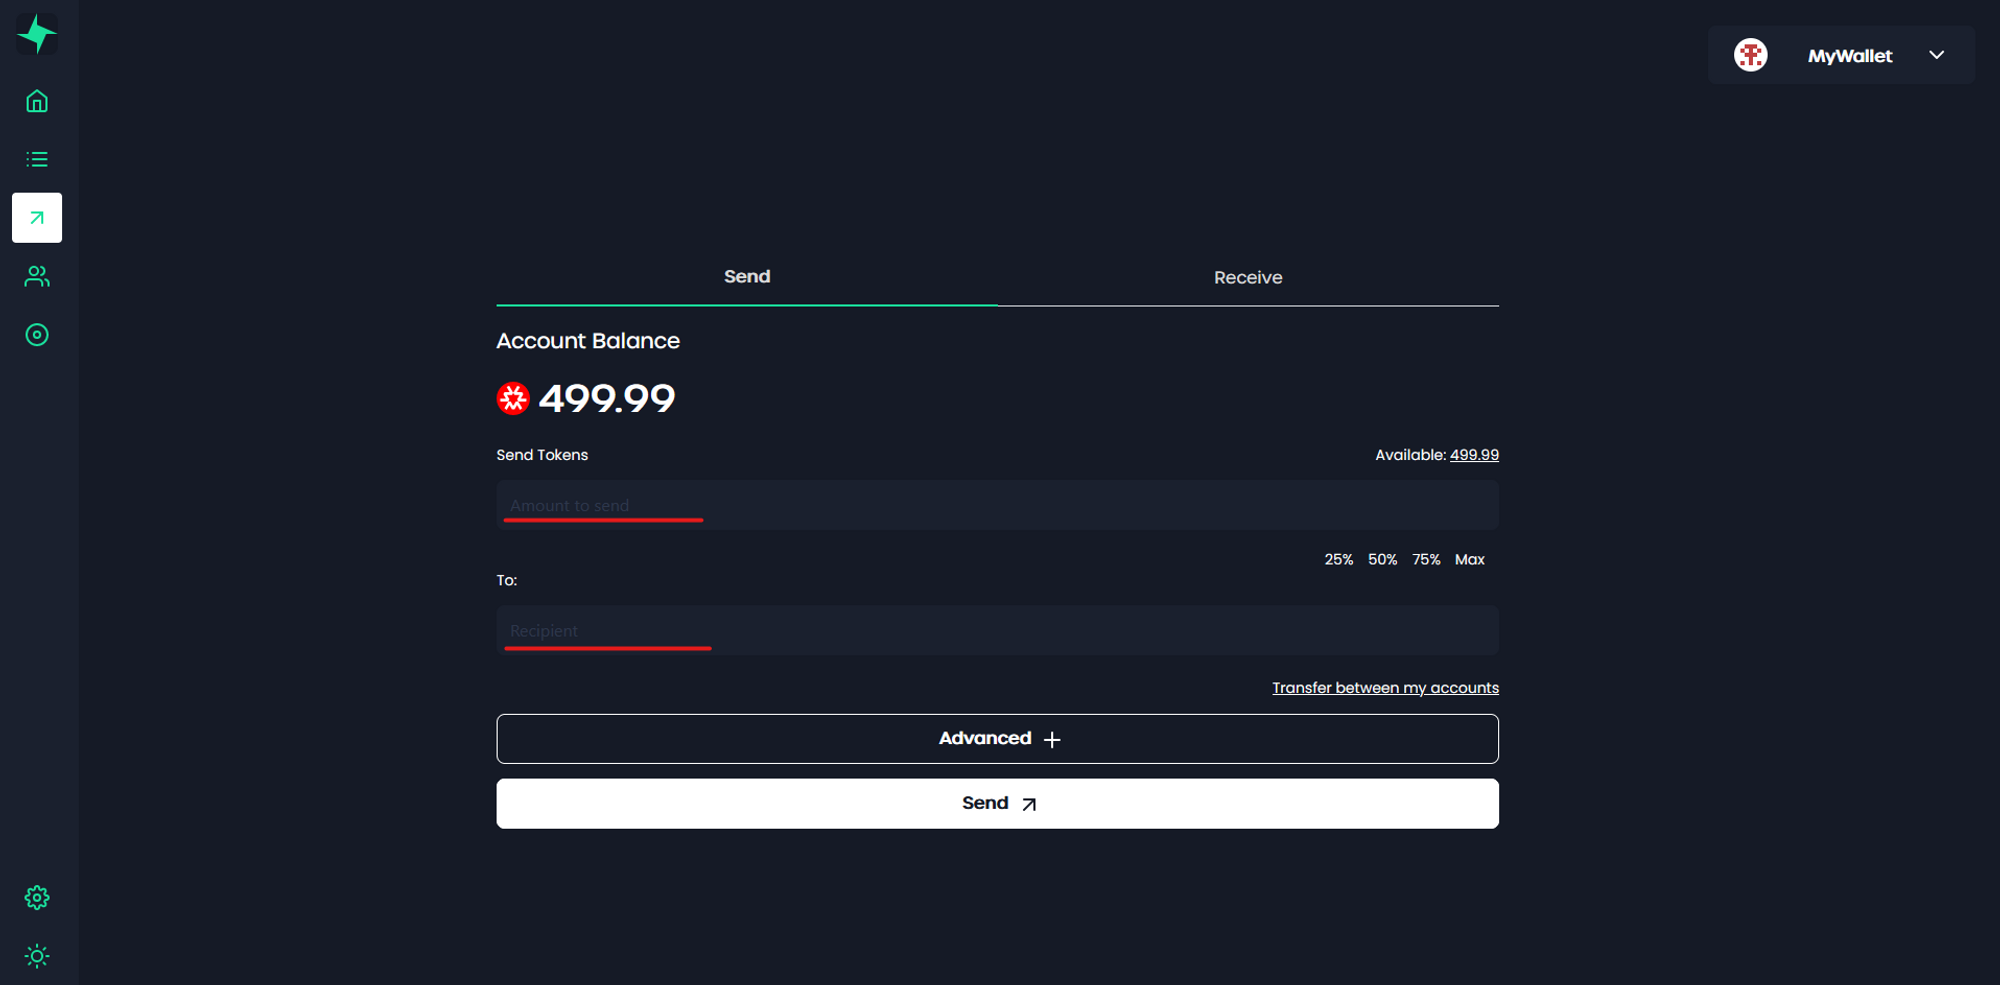 MyWallet
Send
Receive
Account Balance
499.99
Send Tokens
Available: 499.99
Amount to send
25% 50% 75% Max
To:
Recipient
Transfer between my accounts
Advanced
Send